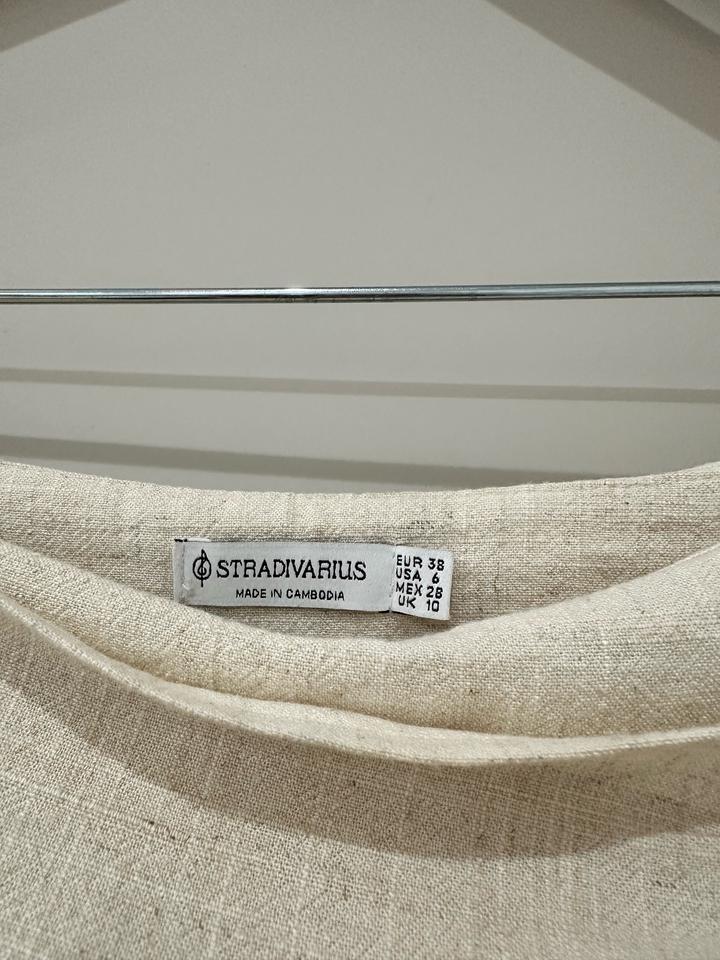 STRADIVARIUS
MADE IN CAMBODIA
EUR 38
USA 6
MEX 28
UK 10